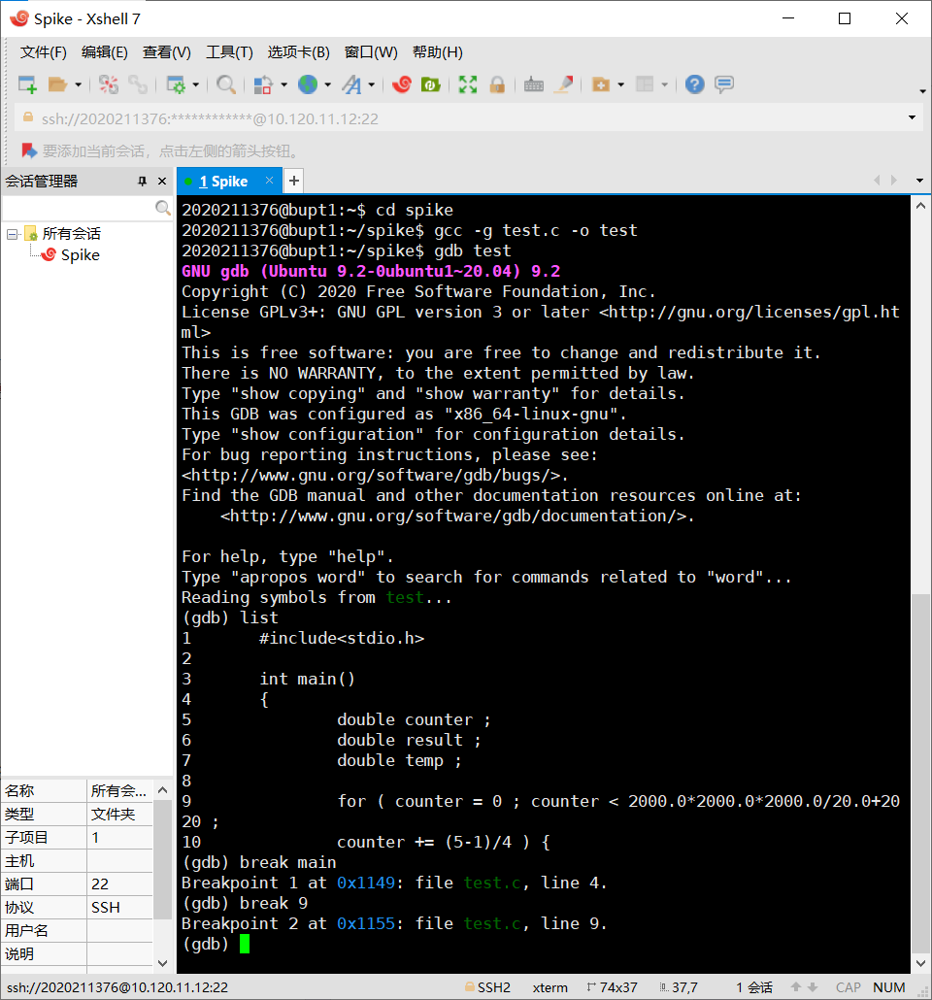 Spike - Xshell 7
文件(F) 编辑(E) 查看(V) 工具(T) 选项卡(B) 窗口(W) 帮助(H)
ssh://2020211376:************@10.120.11.12:22
要添加当前会话，点击左侧的箭头按钮。
会话管理器
1 Spike
所有会话
Spike
2020211376@bupt1:~$ cd spike
2020211376@bupt1:~/spike$ gcc -g test.c -o test
2020211376@bupt1:~/spike$ gdb test
GNU gdb (Ubuntu 9.2-0ubuntu1~20.04) 9.2
Copyright (C) 2020 Free Software Foundation, Inc.
License GPLv3+: GNU GPL version 3 or later <http://gnu.org/licenses/gpl.ht
ml>
This is free software: you are free to change and redistribute it.
There is NO WARRANTY, to the extent permitted by law.
Type "show copying" and "show warranty" for details.
This GDB was configured as "x86_64-linux-gnu".
Type "show configuration" for configuration details.
For bug reporting instructions, please see:
<http://www.gnu.org/software/gdb/bugs/>.
Find the GDB manual and other documentation resources online at:
    <http://www.gnu.org/software/gdb/documentation/>.
For help, type "help".
Type "apropos word" to search for commands related to "word"...
Reading symbols from test...
(gdb) list
1       #include<stdio.h>
2
3       int main()
4       {
5               double counter ;
6               double result ;
7               double temp ;
8
9               for ( counter = 0 ; counter < 2000.0*2000.0*2000.0/20.0+20
20 ;
10              counter += (5-1)/4 ) {
(gdb) break main
Breakpoint 1 at 0x1149: file test.c, line 4.
(gdb) break 9
Breakpoint 2 at 0x1155: file test.c, line 9.
(gdb)
名称 所有会...
类型 文件夹
子项目 1
主机
端口 22
协议 SSH
用户名
说明
ssh://2020211376@10.120.11.12:22 SSH2 xterm 74x37 37,7 1 会话 CAP NUM